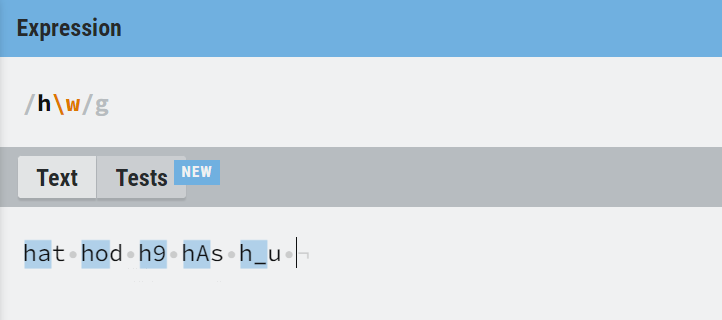 Expression
/h\w/g
Text Tests NEW
hat·hod·h9·hAs·h_u·¬